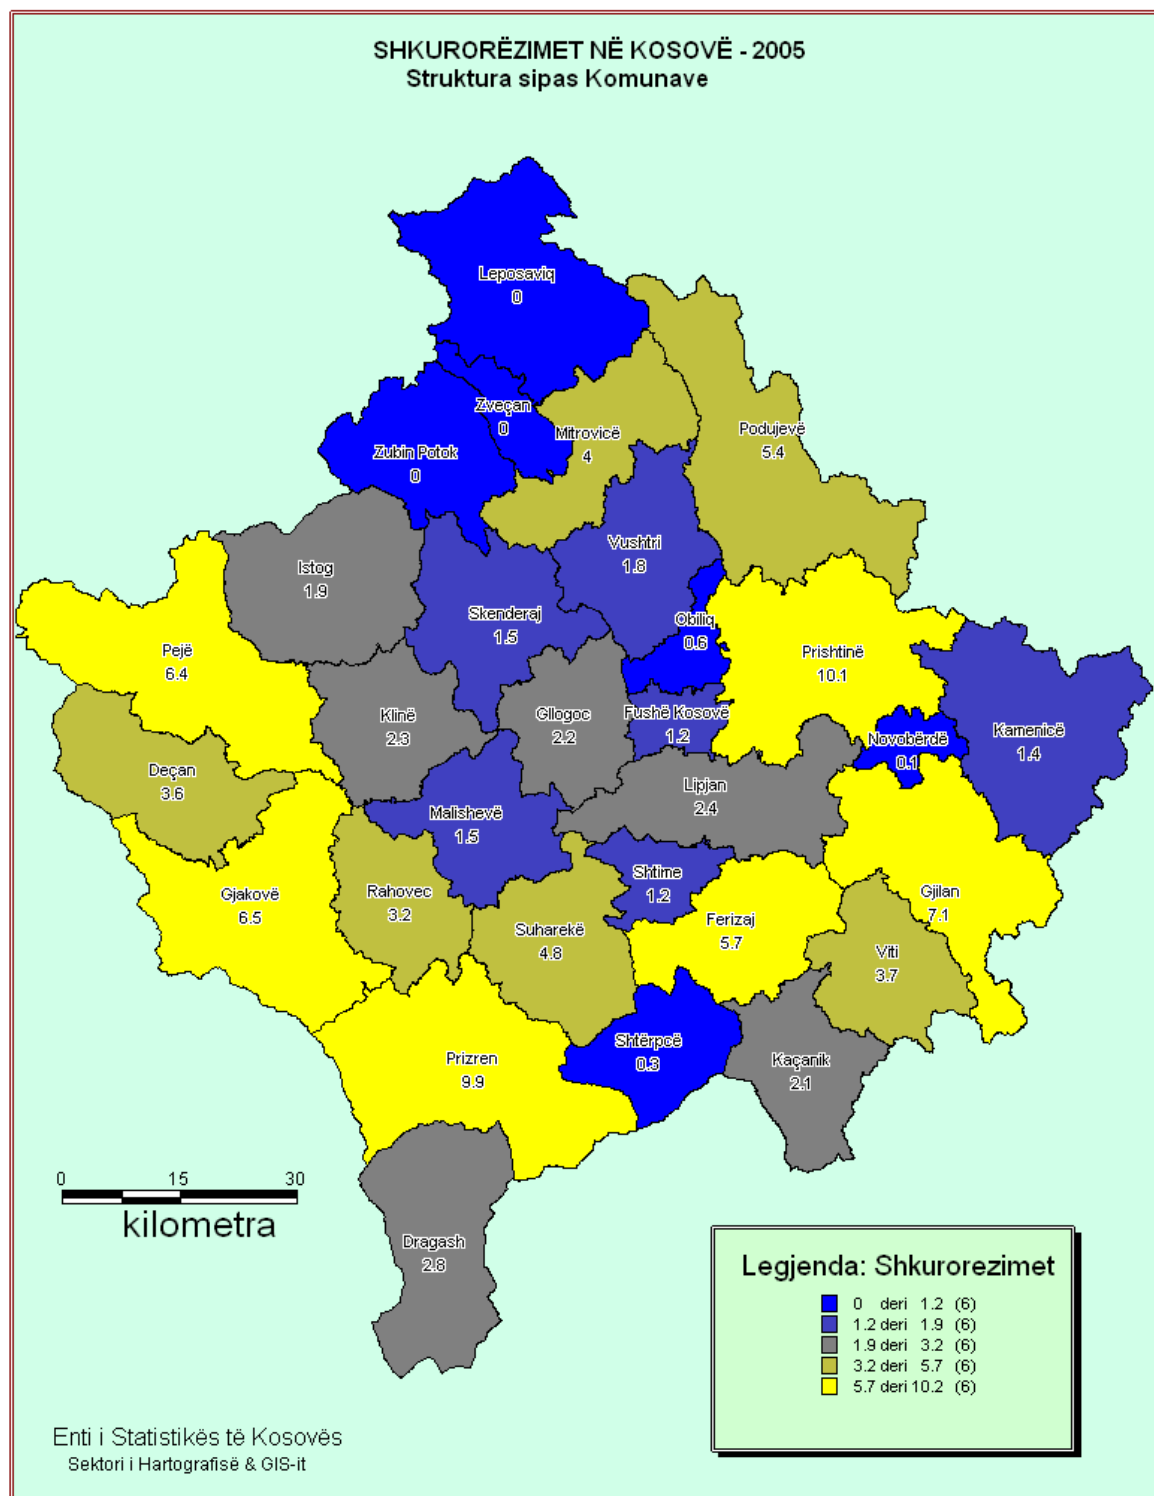 SHKURORËZIMET NË KOSOVË - 2005
Struktura sipas Komunave
Leposaviq
0
Zveçan
0
Zubin Potok
0
Mitrovicë
4
Podujevë
5.4
Vushtri
1.8
Istog
1.9
Skenderaj
1.5
Obiliq
0.6
Pejë
6.4
Prishtinë
10.1
Klinë
2.3
Gllogoc
2.2
Fushë Kosovë
1.2
Novobërdë
0.1
Kamenicë
1.4
Deçan
3.6
Malishevë
1.5
Lipjan
2.4
Gjakovë
6.5
Rahovec
3.2
Shtime
1.2
Gjilan
7.1
Suharekë
4.8
Ferizaj
5.7
Viti
3.7
Prizren
9.9
Shtërpcë
0.3
Kaçanik
2.1
Dragash
2.8
0 15 30
kilometra
Legjenda: Shkurorezimet
0 deri 1.2 (6)
1.2 deri 1.9 (6)
1.9 deri 3.2 (6)
3.2 deri 5.7 (6)
5.7 deri 10.2 (6)
Enti i Statistikës të Kosovës
Sektori i Hartografisë & GIS-it